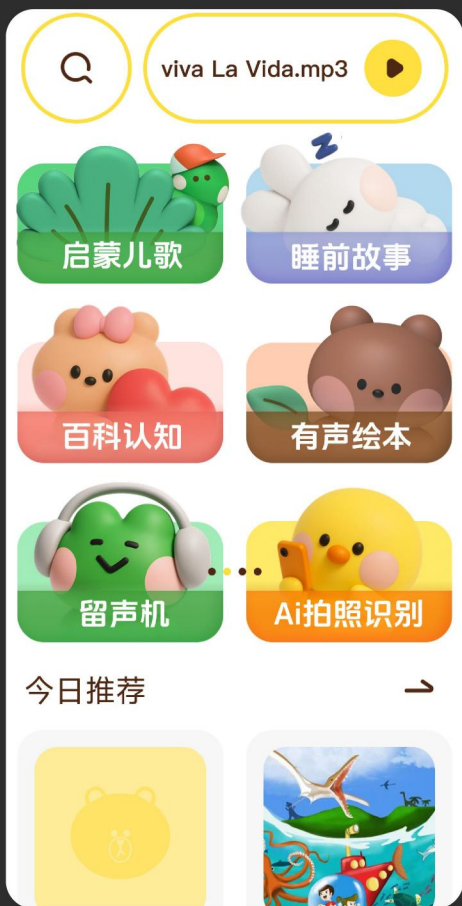 viva La Vida.mp3
Z
启蒙儿歌
睡前故事
百科认知
有声绘本
留声机
Ai拍照识别
今日推荐